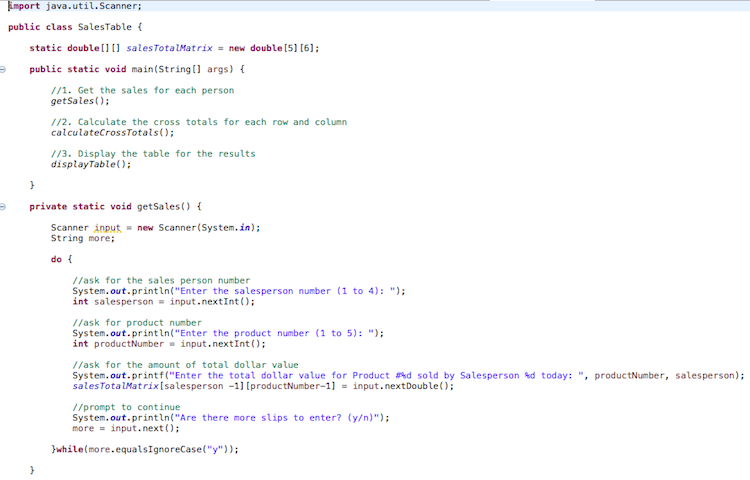 import java.util.Scanner;
public class SalesTable {
static double[][] salesTotalMatrix = new double[5][6];
public static void main(String[] args) {
//1. Get the sales for each person
getSales();
//2. Calculate the cross totals for each row and column
calculateCrossTotals();
//3. Display the table for the results
displayTable();
}
private static void getSales() {
Scanner input = new Scanner(System.in);
String more;
do {
//ask for the sales person number
System.out.println("Enter the salesperson number (1 to 4): ");
int salesperson = input.nextInt();
//ask for product number
System.out.println("Enter the product number (1 to 5): ");
int productNumber = input.nextInt();
//ask for the amount of total dollar value
System.out.printf("Enter the total dollar value for Product #%d sold by Salesperson %d today: ", productNumber, salesperson);
salesTotalMatrix[salesperson -1][productNumber-1] = input.nextDouble();
//prompt to continue
System.out.println("Are there more slips to enter? (y/n)");
more = input.next();
}while(more.equalsIgnoreCase("y"));
}